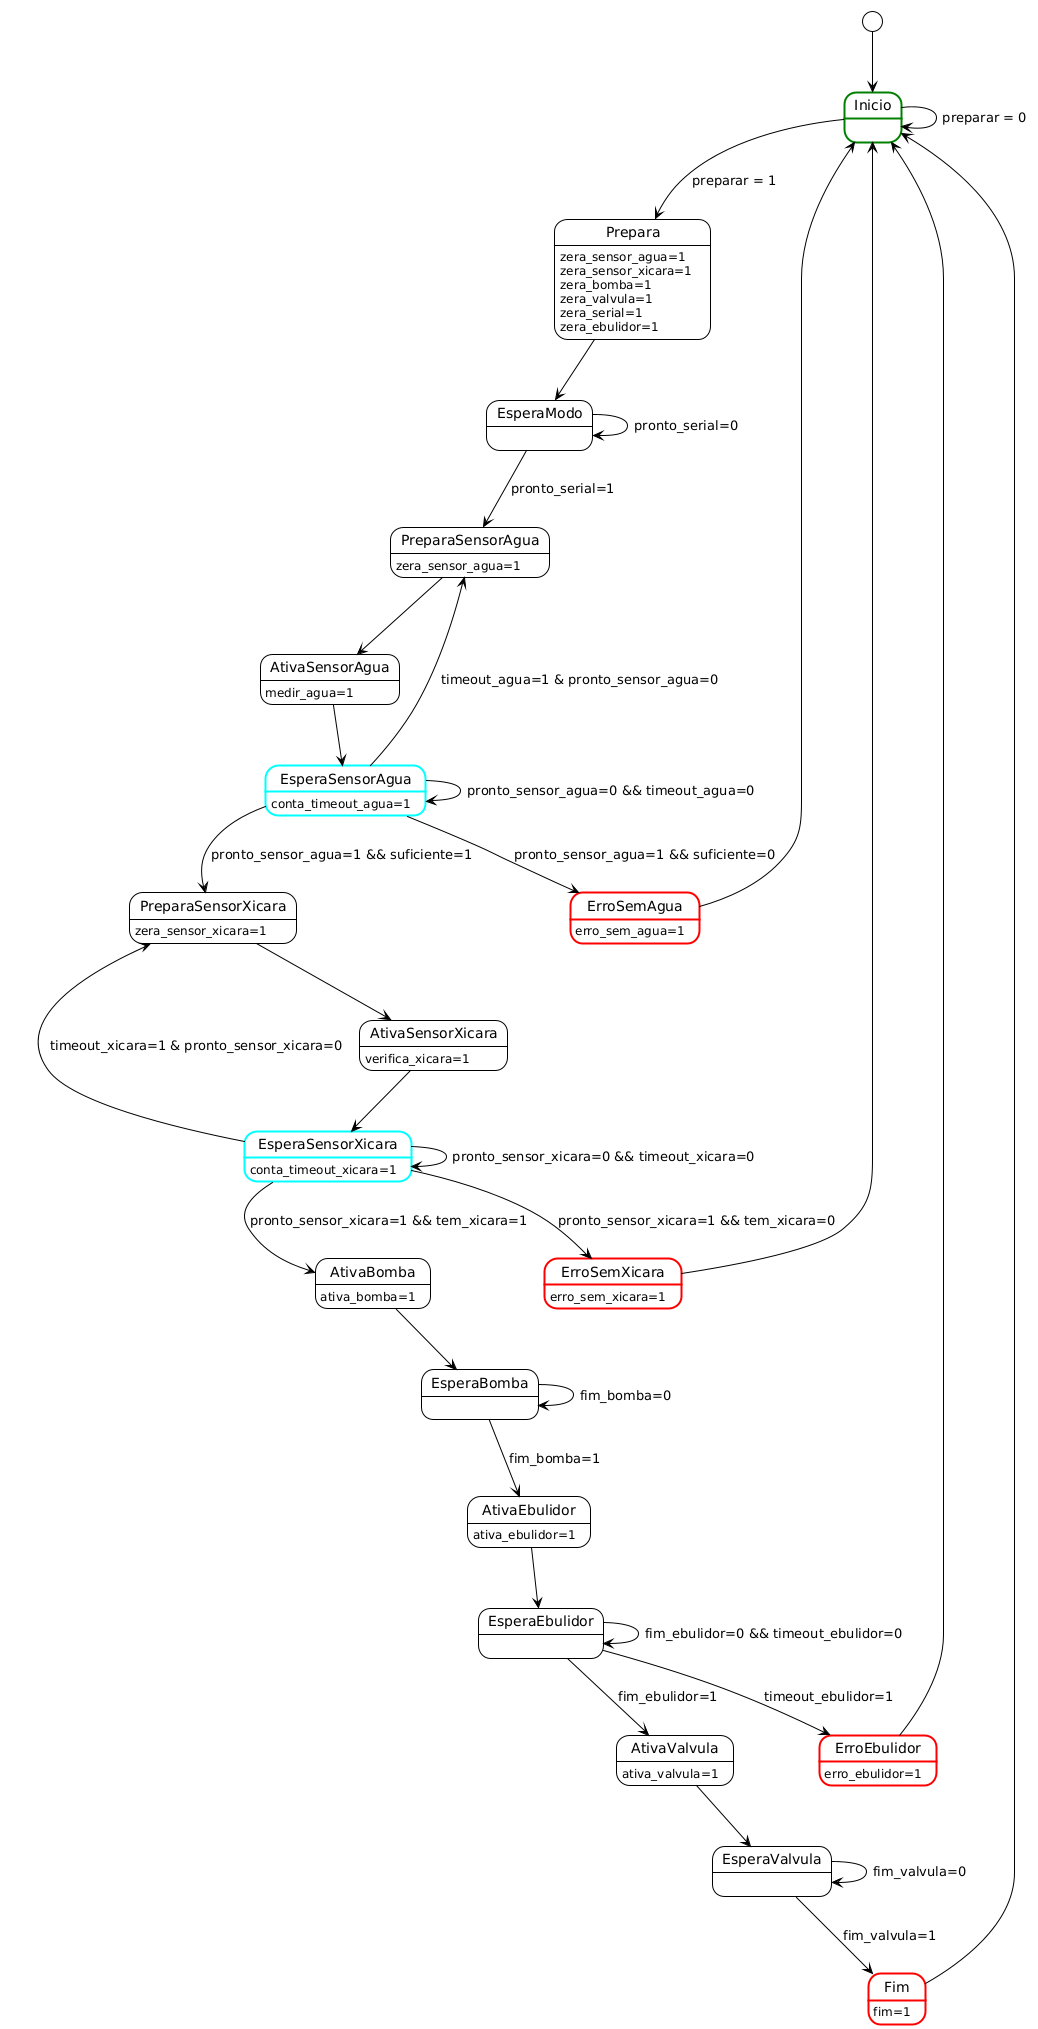 Inicio
preparar = 0
preparar = 1
Prepara
zera_sensor_agua=1
zera_sensor_xicara=1
zera_bomba=1
zera_valvula=1
zera_serial=1
zera_ebulidor=1
EsperaModo
pronto_serial=0
pronto_serial=1
PreparaSensorAgua
zera_sensor_agua=1
AtivaSensorAgua
medir_agua=1
timeout_agua=1 & pronto_sensor_agua=0
EsperaSensorAgua
conta_timeout_agua=1
pronto_sensor_agua=0 && timeout_agua=0
pronto_sensor_agua=1 && suficiente=1
pronto_sensor_agua=1 && suficiente=0
PreparaSensorXicara
zera_sensor_xicara=1
ErroSemAgua
erro_sem_agua=1
AtivaSensorXicara
verifica_xicara=1
timeout_xicara=1 & pronto_sensor_xicara=0
EsperaSensorXicara
conta_timeout_xicara=1
pronto_sensor_xicara=0 && timeout_xicara=0
pronto_sensor_xicara=1 && tem_xicara=1
pronto_sensor_xicara=1 && tem_xicara=0
AtivaBomba
ativa_bomba=1
ErroSemXicara
erro_sem_xicara=1
EsperaBomba
fim_bomba=0
fim_bomba=1
AtivaEbulidor
ativa_ebulidor=1
EsperaEbulidor
fim_ebulidor=0 && timeout_ebulidor=0
fim_ebulidor=1
timeout_ebulidor=1
AtivaValvula
ativa_valvula=1
ErroEbulidor
erro_ebulidor=1
EsperaValvula
fim_valvula=0
fim_valvula=1
Fim
fim=1